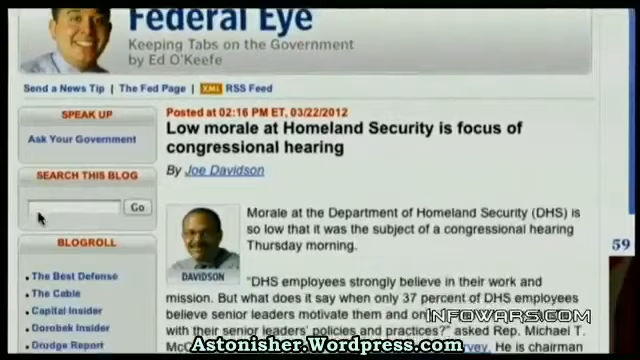 Federal Eye
Keeping Tabs on the Government
by Ed O'Keefe
Send a News Tip | The Fed Page | XML RSS Feed
SPEAK UP
Ask Your Government
SEARCH THIS BLOG
Go
BLOGROLL
The Best Defense
The Cable
Capital Insider
Dorobek Insider
Drudge Report
Posted at 02:16 PM ET, 03/22/2012
Low morale at Homeland Security is focus of
congressional hearing
By Joe Davidson
DAVIDSON
Morale at the Department of Homeland Security (DHS) is
so low that it was the subject of a congressional hearing
Thursday morning.
"DHS employees strongly believe in their work and
mission. But what does it say when only 37 percent of DHS employees
believe senior leaders motivate them and
with their senior leaders' policies and practices?" asked Rep. Michael T.
He is chairman
59
INFOWARS.COM
Astonisher.Wordpress.com